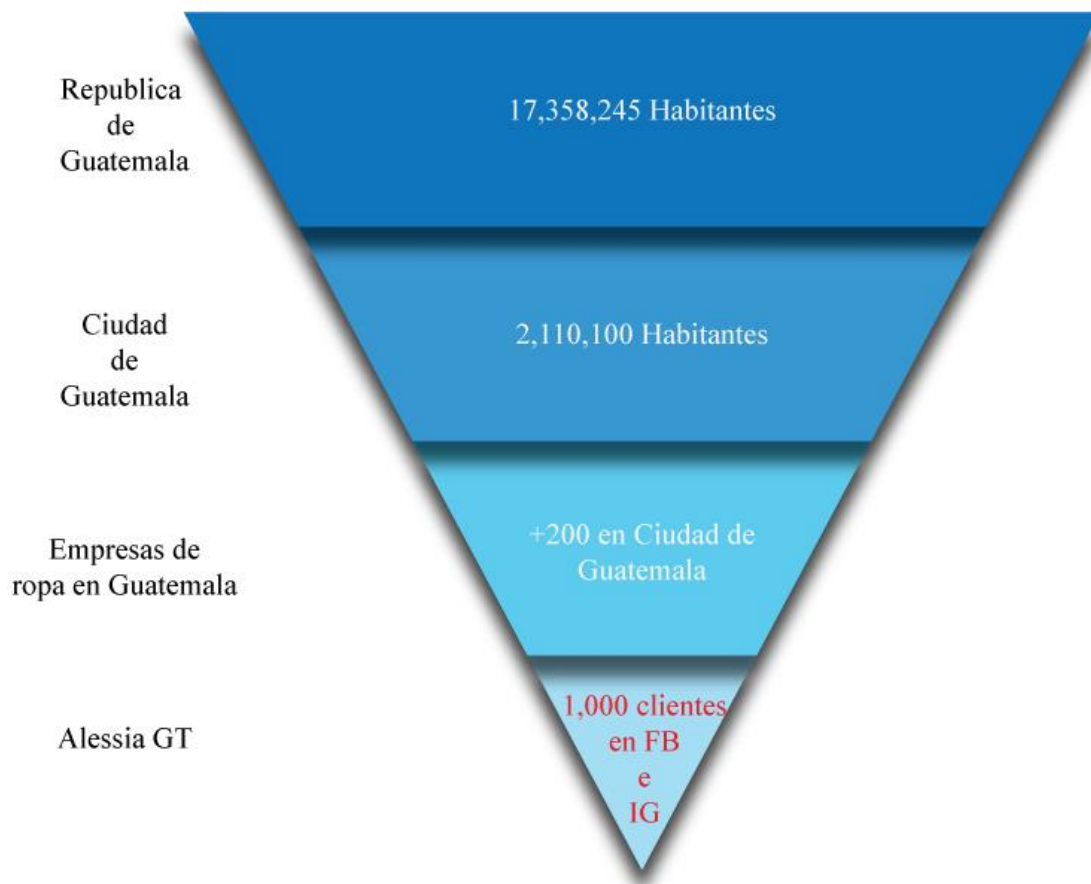 Republica
de
Guatemala
17,358,245 Habitantes
Ciudad
de
Guatemala
2,110,100 Habitantes
Empresas de
ropa en Guatemala
+200 en Ciudad de
Guatemala
Alessia GT
1,000 clientes
en FB
e
IG